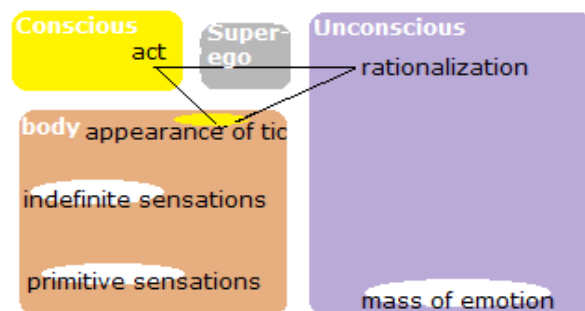 Conscious
act
Super-
ego
Unconscious
rationalization
body
appearance of tic
indefinite sensations
primitive sensations
mass of emotion